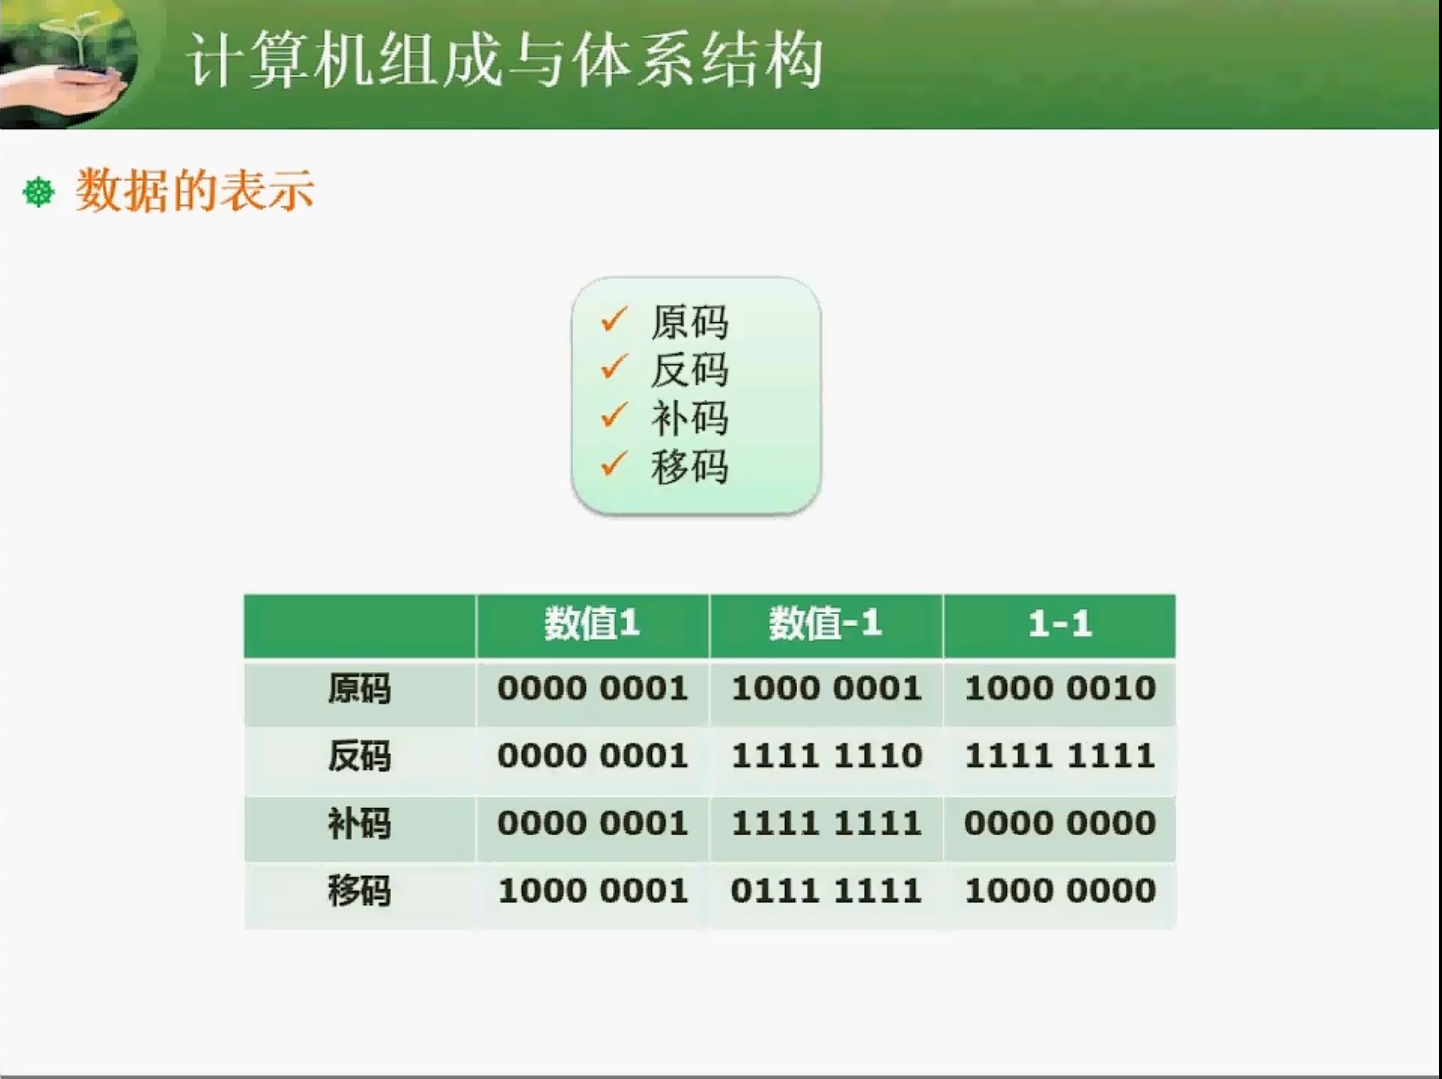 计算机组成与体系结构
数据的表示
✓ 原码
✓ 反码
✓ 补码
✓ 移码
数值1 数值-1 1-1
原码 0000 0001 1000 0001 1000 0010
反码 0000 0001 1111 1110 1111 1111
补码 0000 0001 1111 1111 0000 0000
移码 1000 0001 0111 1111 1000 0000